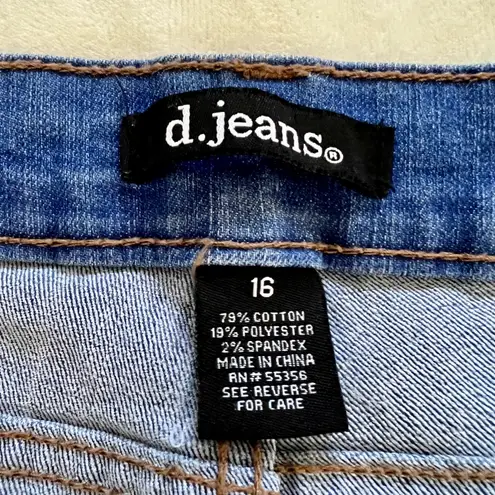 d.jeans®
16
79% COTTON
19% POLYESTER
2% SPANDEX
MADE IN CHINA
RN# 55356
SEE REVERSE
FOR CARE